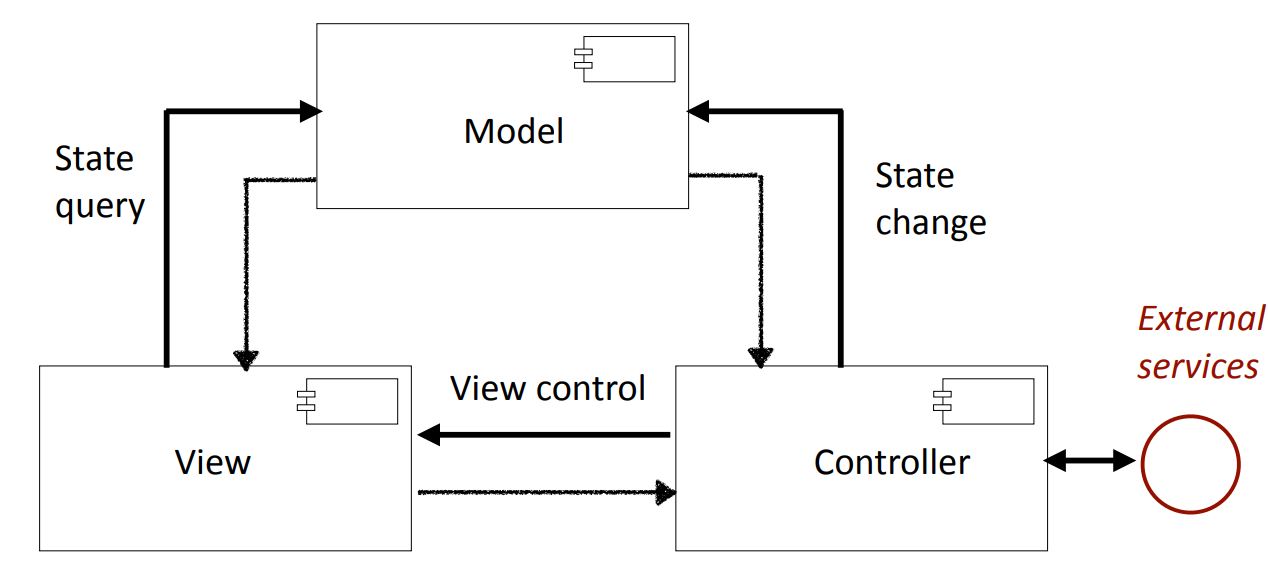 Model
State
query
State
change
External
services
View control
View
Controller